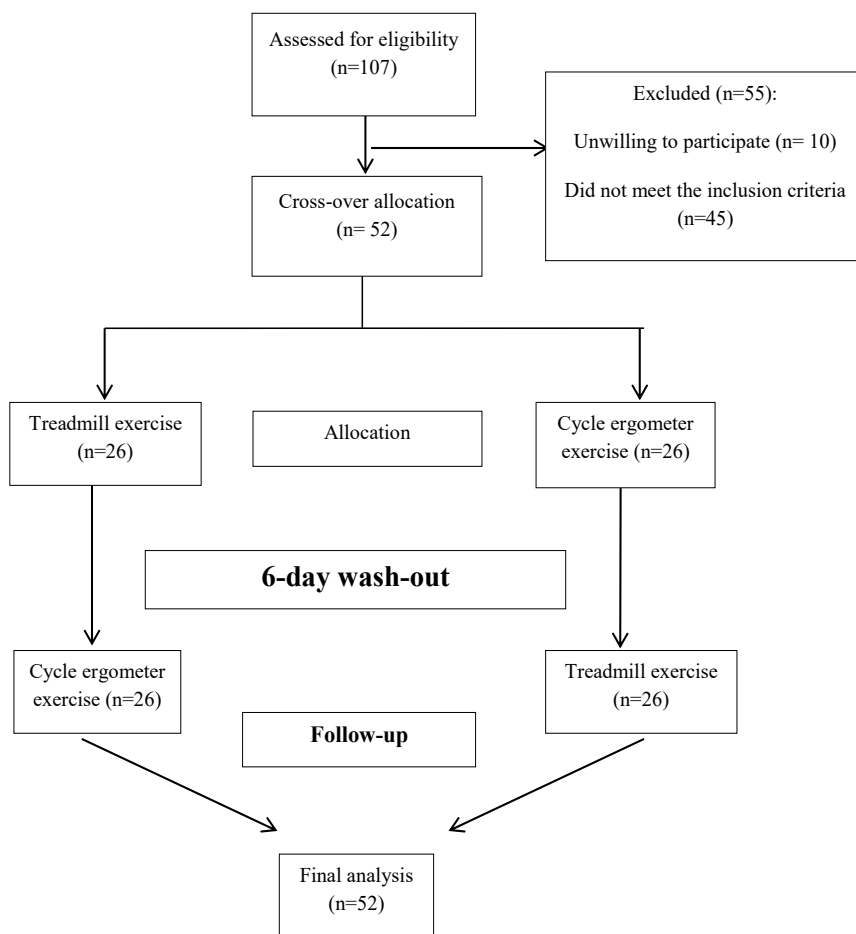 Assessed for eligibility
(n=107)
Excluded (n=55):
Unwilling to participate (n= 10)
Did not meet the inclusion criteria
(n=45)
Cross-over allocation
(n= 52)
Treadmill exercise
(n=26)
Allocation
Cycle ergometer
exercise (n=26)
6-day wash-out
Cycle ergometer
exercise (n=26)
Treadmill exercise
(n=26)
Follow-up
Final analysis
(n=52)